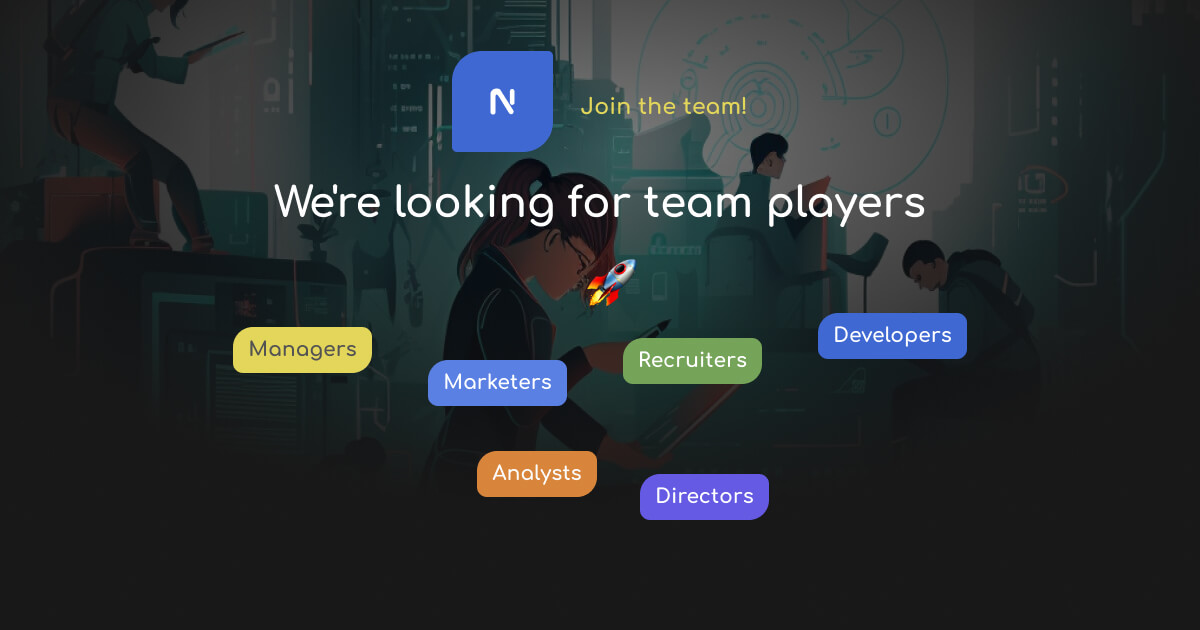 N
Join the team!
We're looking for team players
Developers
Managers
Recruiters
Marketers
Analysts
Directors